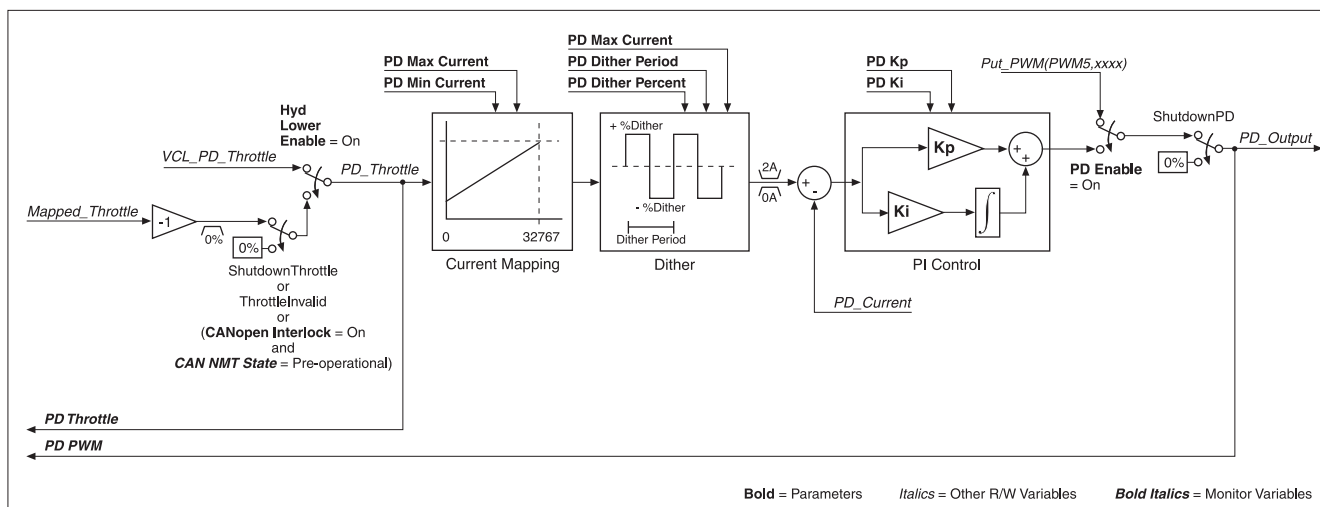 PD Max Current
PD Min Current
PD Max Current
PD Dither Period
PD Dither Percent
PD Kp
PD Ki
Put_PWM(PWM5,xxxx)
Hyd
Lower
Enable = On
VCL_PD_Throttle
PD_Throttle
Mapped_Throttle
-1
0%
0%
ShutdownThrottle
or
ThrottleInvalid
or
(CANopen Interlock = On
and
CAN NMT State = Pre-operational)
0
32767
Current Mapping
+ %Dither
- %Dither
Dither Period
Dither
2A
0A
+
-
PD_Current
Kp
Ki
∫
+
+
PI Control
PD Enable
= On
ShutdownPD
0%
PD_Output
PD Throttle
PD PWM
Bold = Parameters
Italics = Other R/W Variables
Bold Italics = Monitor Variables